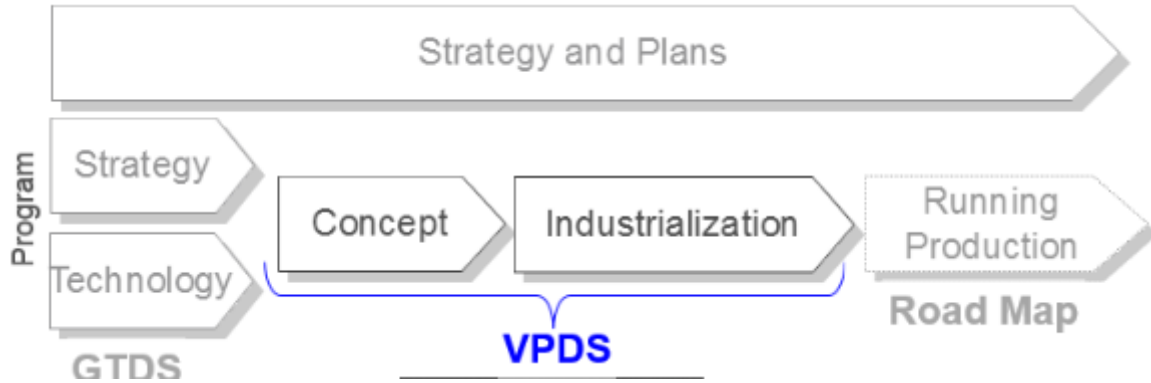 Strategy and Plans
Program
Strategy
Technology
GTDS
Concept
Industrialization
VPDS
Running
Production
Road Map